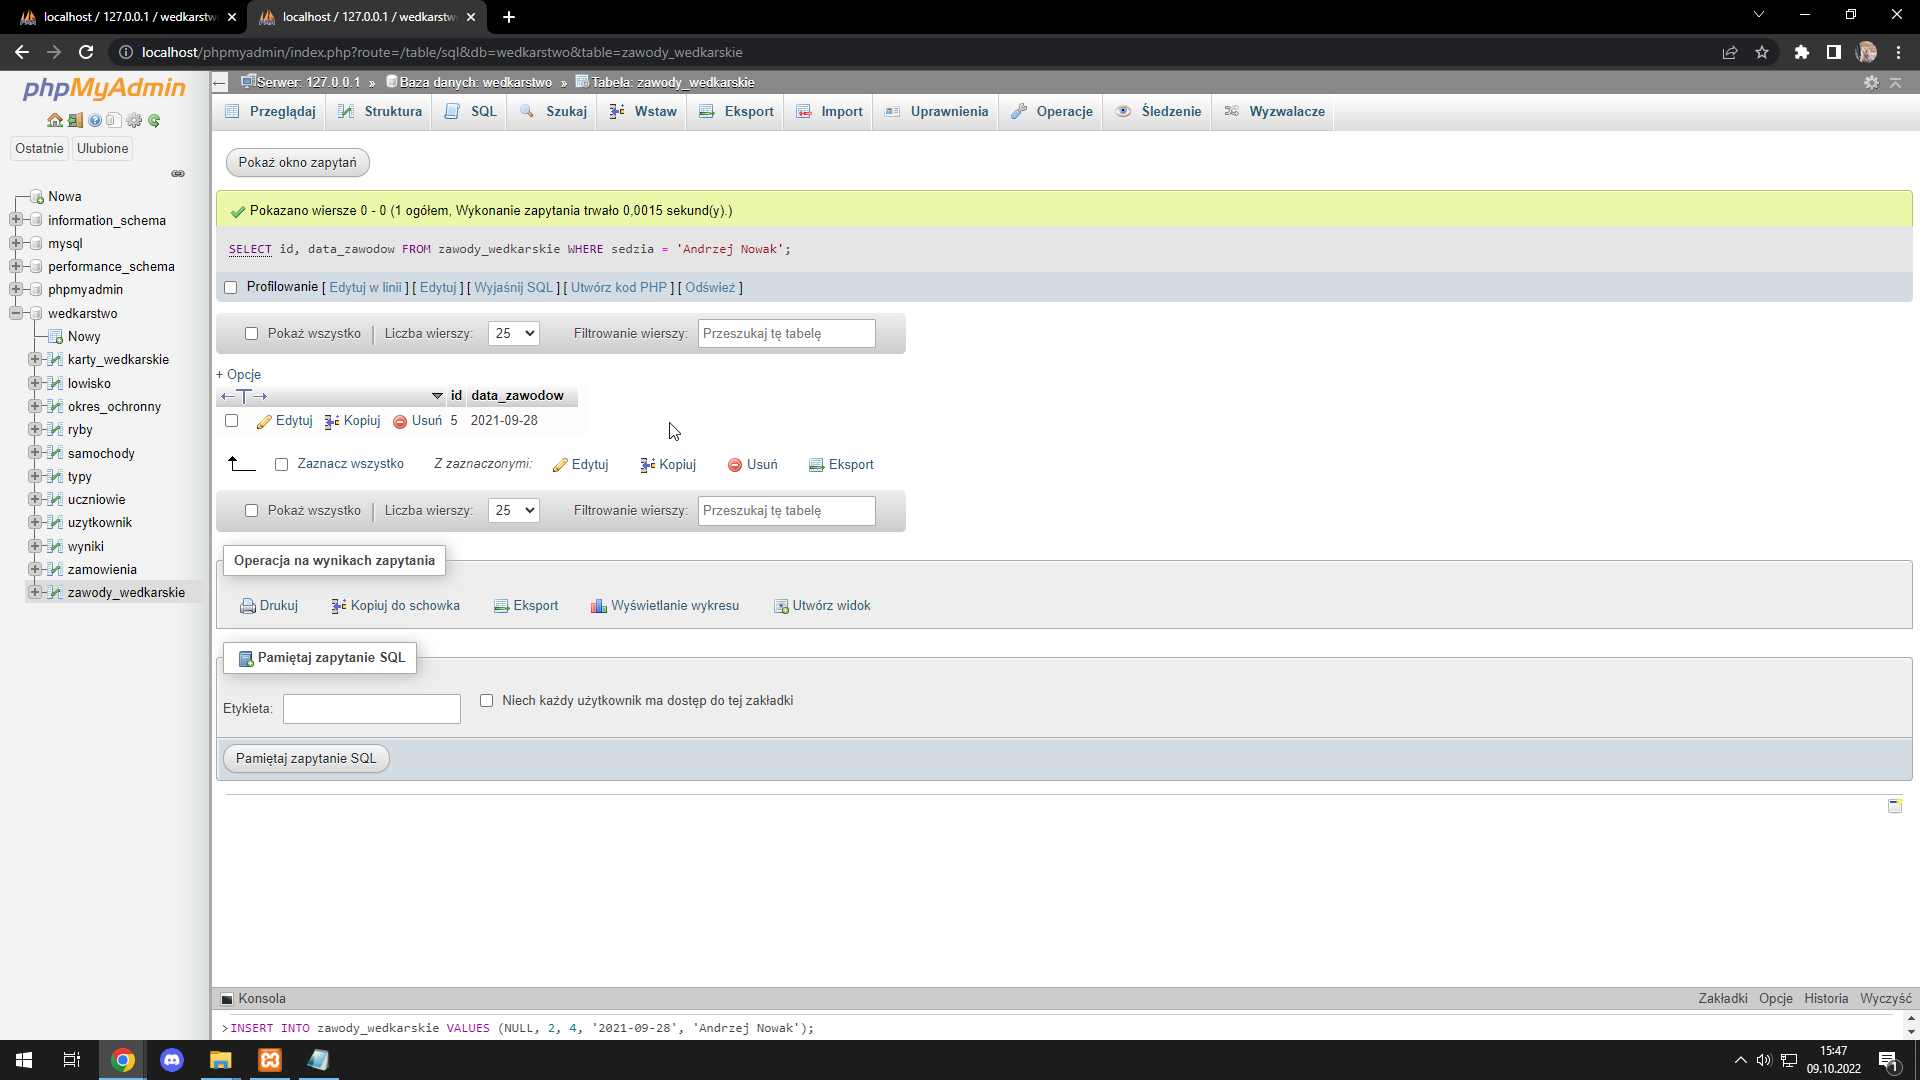 localhost / 127.0.0.1 / wedkarstw
localhost / 127.0.0.1 / wedkarstw
localhost/phpmyadmin/index.php?route=/table/sql&db=wedkarstwo&table=zawody_wedkarskie
phpMyAdmin
Ostatnie
Ulubione
Nowa
information_schema
mysql
performance_schema
phpmyadmin
wedkarstwo
Nowy
karty_wedkarskie
lowisko
okres_ochronny
ryby
samochody
typy
uczniowie
uzytkownik
wyniki
zamowienia
zawody_wedkarskie
Serwer: 127.0.0.1 » Baza danych: wedkarstwo » Tabela: zawody_wedkarskie
Przeglądaj Struktura SQL Szukaj Wstaw Eksport Import Uprawnienia Operacje Śledzenie Wyzwalacze
Pokaż okno zapytań
Pokazano wiersze 0 - 0 (1 ogółem, Wykonanie zapytania trwało 0,0015 sekund(y).)
SELECT id, data_zawodow FROM zawody_wedkarskie WHERE sedzia = 'Andrzej Nowak';
Profilowanie [ Edytuj w linii ] [ Edytuj ] [ Wyjaśnij SQL ] [ Utwórz kod PHP ] [ Odśwież ]
Pokaż wszystko Liczba wierszy: 25 Filtrowanie wierszy: Przeszukaj tę tabelę
+ Opcje
←T→ id data_zawodow
Edytuj Kopiuj Usuń 5 2021-09-28
Zaznacz wszystko Z zaznaczonymi: Edytuj Kopiuj Usuń Eksport
Pokaż wszystko Liczba wierszy: 25 Filtrowanie wierszy: Przeszukaj tę tabelę
Operacja na wynikach zapytania
Drukuj Kopiuj do schowka Eksport Wyświetlanie wykresu Utwórz widok
Pamiętaj zapytanie SQL
Etykieta: Niech każdy użytkownik ma dostęp do tej zakładki
Pamiętaj zapytanie SQL
Konsola Zakładki Opcje Historia Wyczyść
>INSERT INTO zawody_wedkarskie VALUES (NULL, 2, 4, '2021-09-28', 'Andrzej Nowak');
15:47
09.10.2022
1